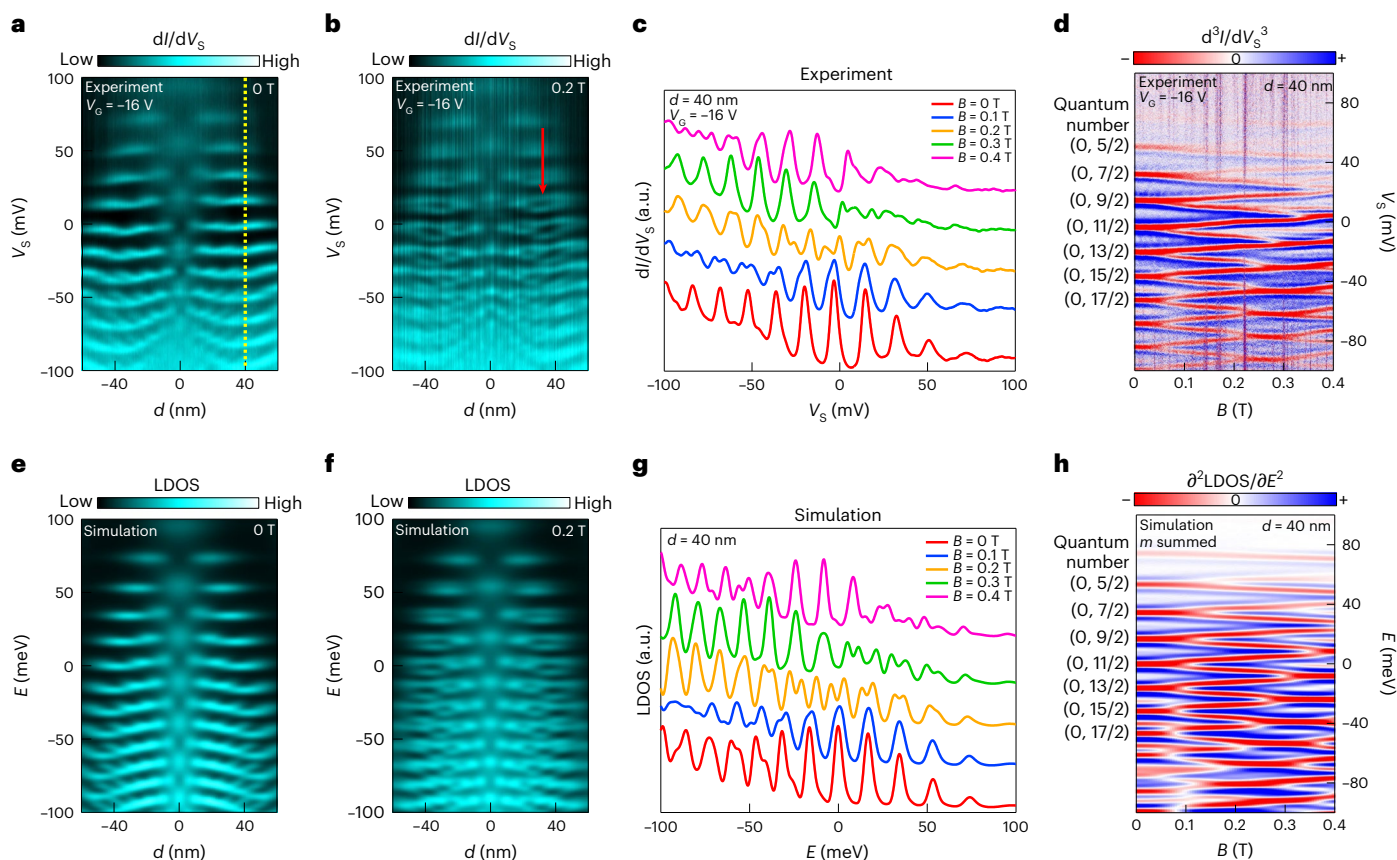 a
dI/dV_S
Low High
Experiment
V_G = −16 V
0 T
100
50
0
−50
−100
V_S (mV)
−40 0 40
d (nm)
b
dI/dV_S
Low High
Experiment
V_G = −16 V
0.2 T
100
50
0
−50
−100
V_S (mV)
−40 0 40
d (nm)
c
Experiment
d = 40 nm
V_G = −16 V
B = 0 T
B = 0.1 T
B = 0.2 T
B = 0.3 T
B = 0.4 T
dI/dV_S (a.u.)
−100 −50 0 50 100
V_S (mV)
d
d³I/dV_S³
− 0 +
Experiment
V_G = −16 V
d = 40 nm
Quantum
number
(0, 5/2)
(0, 7/2)
(0, 9/2)
(0, 11/2)
(0, 13/2)
(0, 15/2)
(0, 17/2)
80
40
0
−40
−80
V_S (mV)
0 0.1 0.2 0.3 0.4
B (T)
e
LDOS
Low High
Simulation 0 T
100
50
0
−50
−100
E (meV)
−40 0 40
d (nm)
f
LDOS
Low High
Simulation 0.2 T
100
50
0
−50
−100
E (meV)
−40 0 40
d (nm)
g
Simulation
d = 40 nm
B = 0 T
B = 0.1 T
B = 0.2 T
B = 0.3 T
B = 0.4 T
LDOS (a.u.)
−100 −50 0 50 100
E (meV)
h
∂²LDOS/∂E²
− 0 +
Simulation d = 40 nm
m summed
Quantum
number
(0, 5/2)
(0, 7/2)
(0, 9/2)
(0, 11/2)
(0, 13/2)
(0, 15/2)
(0, 17/2)
80
40
0
−40
−80
E (meV)
0 0.1 0.2 0.3 0.4
B (T)